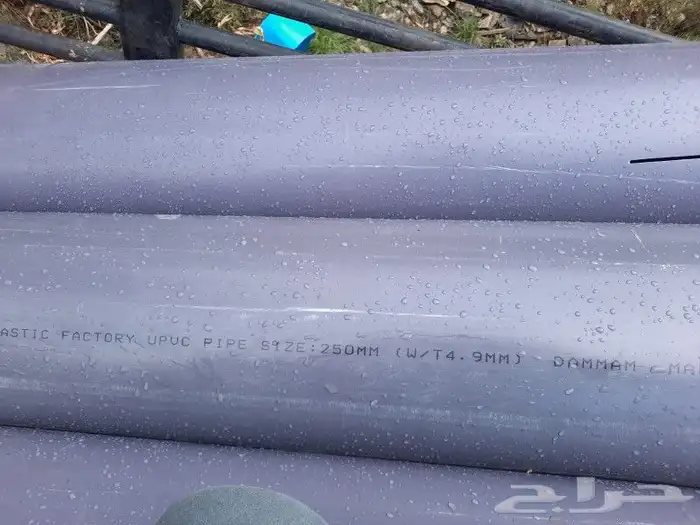 ASTIC FACTORY UPVC PIPE SIZE:250MM (W/T4.9MM) DAMMAM
حراج